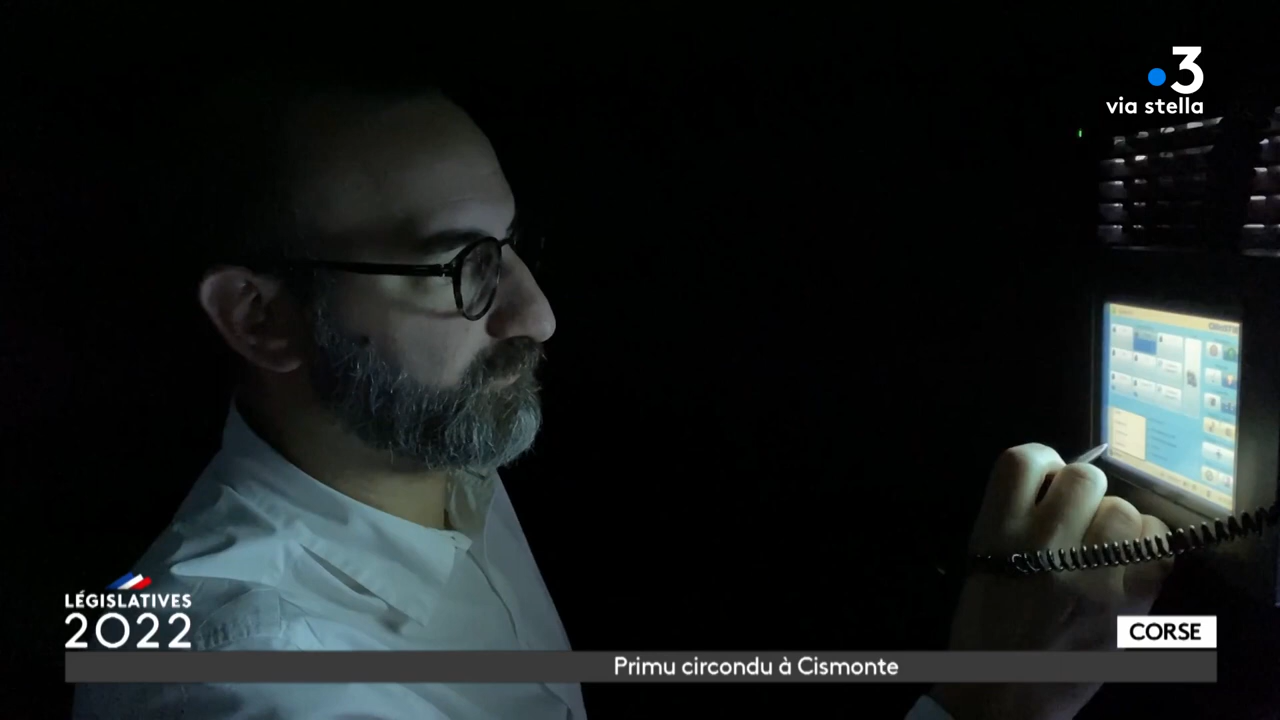 3
via stella
LÉGISLATIVES
2022
CORSE
Primu circondu à Cismonte